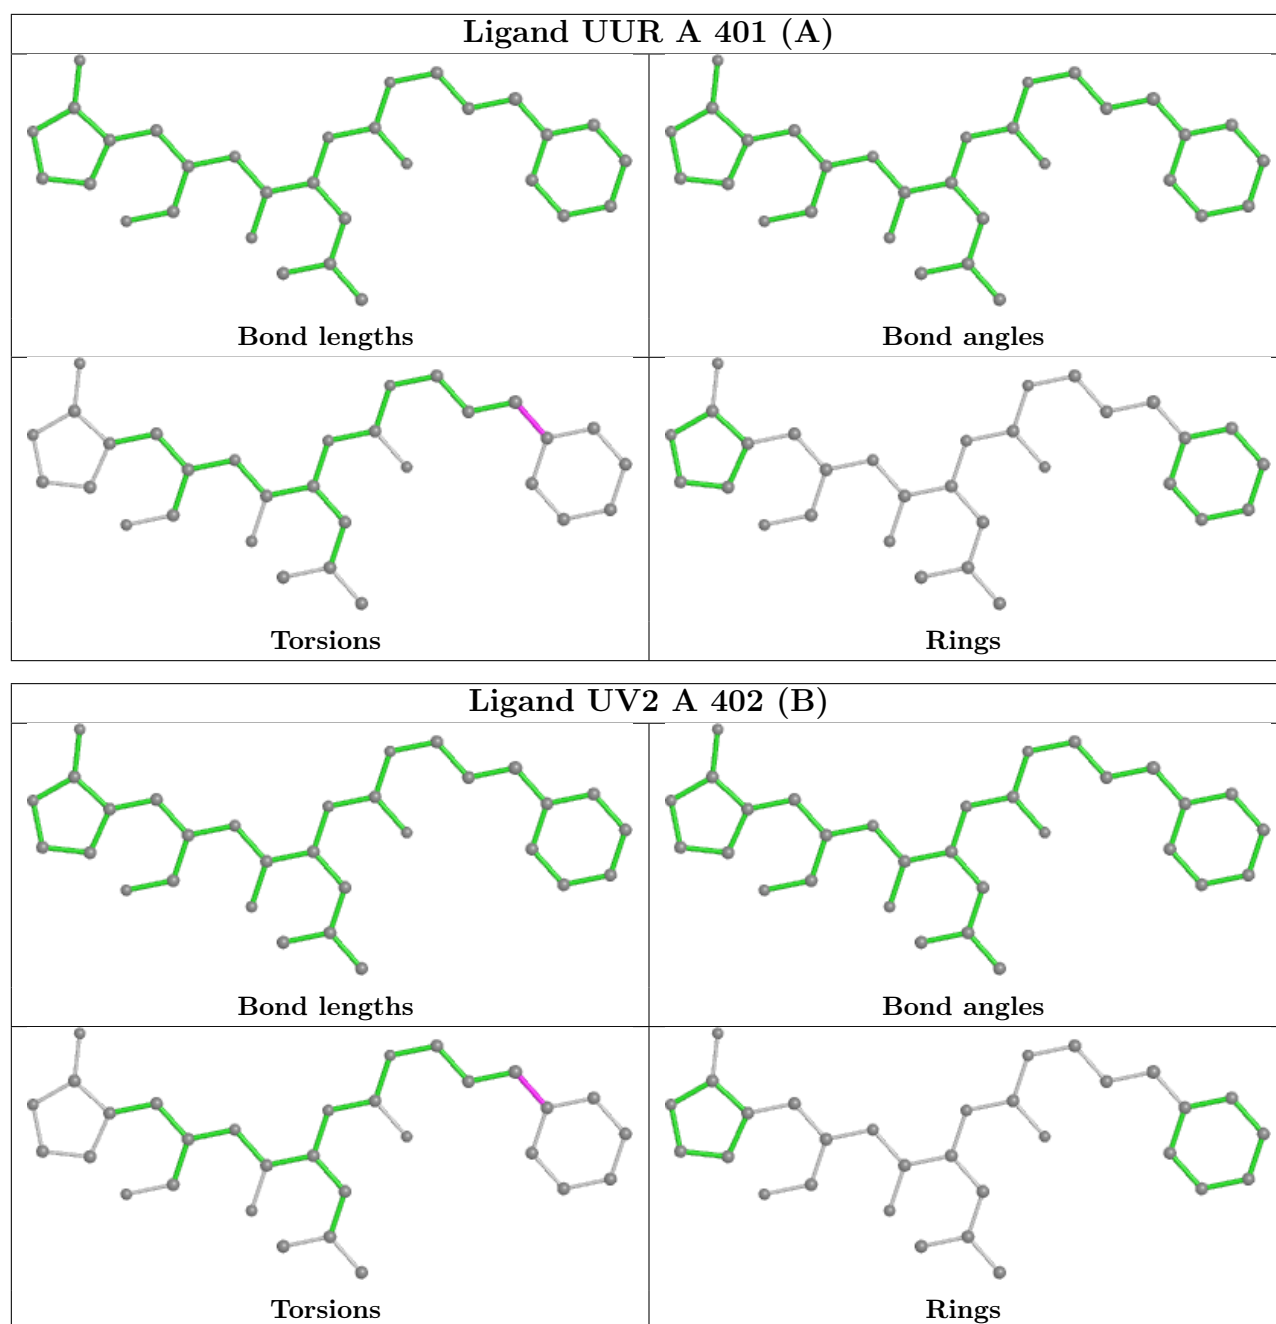 Ligand UUR A 401 (A)
Bond lengths
Bond angles
Torsions
Rings
Ligand UV2 A 402 (B)
Bond lengths
Bond angles
Torsions
Rings